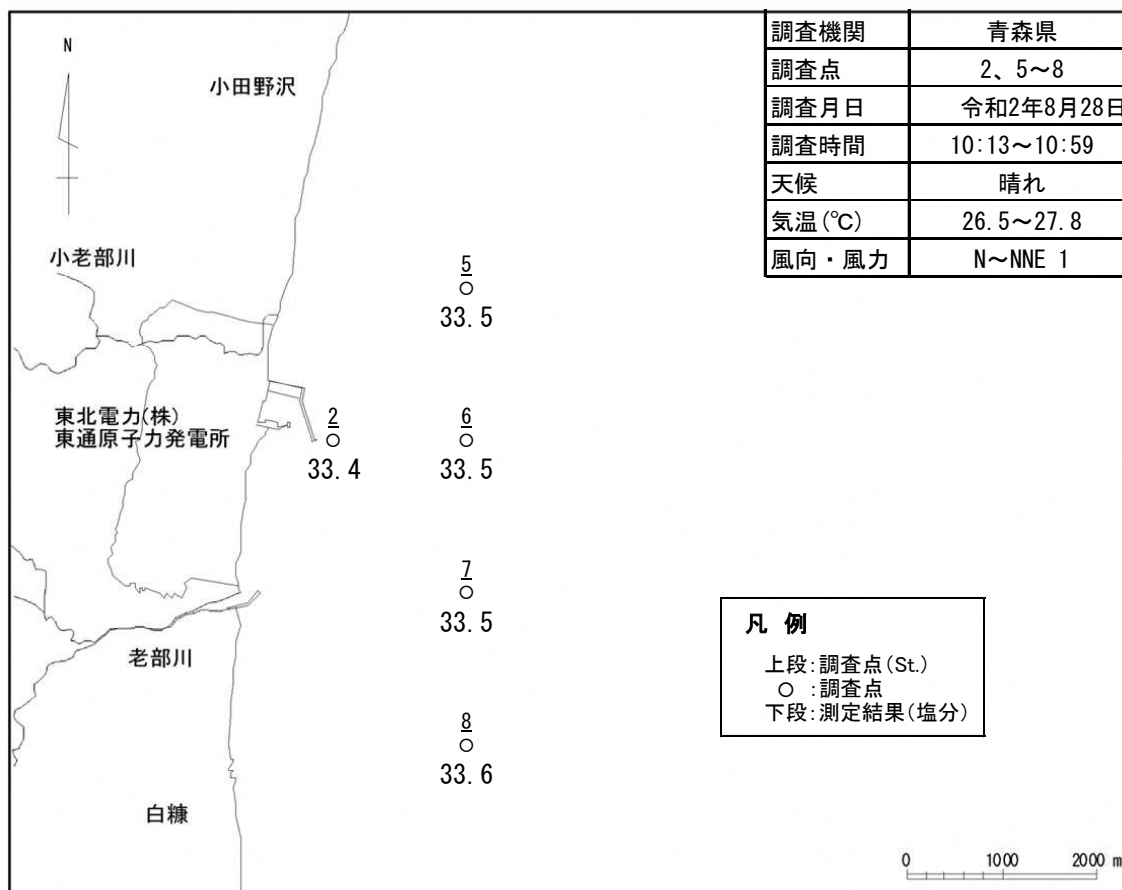 調査機関 青森県
調査点 2、5～8
調査月日 令和2年8月28日
調査時間 10:13～10:59
天候 晴れ
気温(℃) 26.5～27.8
風向・風力 N～NNE 1
N
小田野沢
小老部川
5
33.5
東北電力(株)
東通原子力発電所
2
33.4
6
33.5
7
33.5
老部川
8
33.6
白糠
凡 例
上段:調査点(St.)
○ :調査点
下段:測定結果(塩分)
0 1000 2000 m